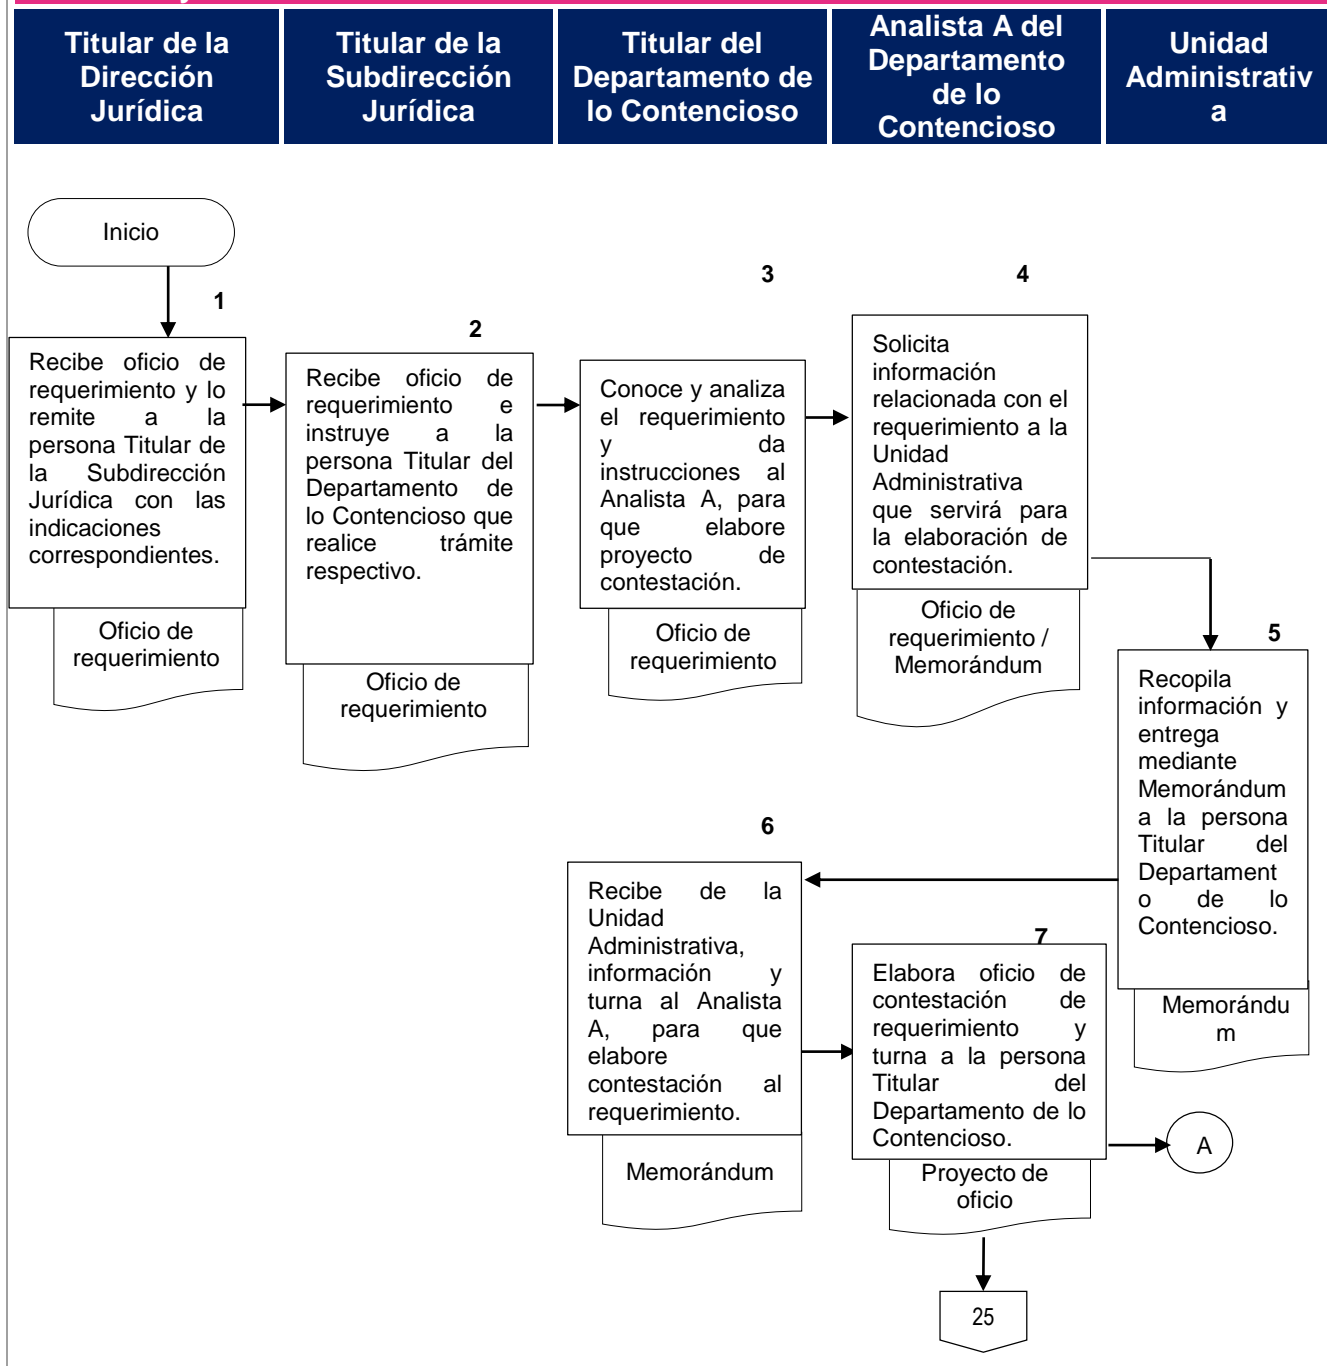 Titular de la
Dirección
Jurídica
Titular de la
Subdirección
Jurídica
Titular del
Departamento de
lo Contencioso
Analista A del
Departamento
de lo
Contencioso
Unidad
Administrativ
a
Inicio
1
Recibe oficio de
requerimiento y lo
remite a la
persona Titular de
la Subdirección
Jurídica con las
indicaciones
correspondientes.
Oficio de
requerimiento
2
Recibe oficio de
requerimiento e
instruye a la
persona Titular del
Departamento de
lo Contencioso que
realice trámite
respectivo.
Oficio de
requerimiento
3
Conoce y analiza
el requerimiento
y da
instrucciones al
Analista A, para
que elabore
proyecto de
contestación.
Oficio de
requerimiento
4
Solicita
información
relacionada con el
requerimiento a la
Unidad
Administrativa
que servirá para
la elaboración de
contestación.
Oficio de
requerimiento /
Memorándum
5
Recopila
información y
entrega
mediante
Memorándum
a la persona
Titular del
Departament
o de lo
Contencioso.
Memorándu
m
6
Recibe de la
Unidad
Administrativa,
información y
turna al Analista
A, para que
elabore
contestación al
requerimiento.
Memorándum
7
Elabora oficio de
contestación de
requerimiento y
turna a la persona
Titular del
Departamento de lo
Contencioso.
Proyecto de
oficio
A
25